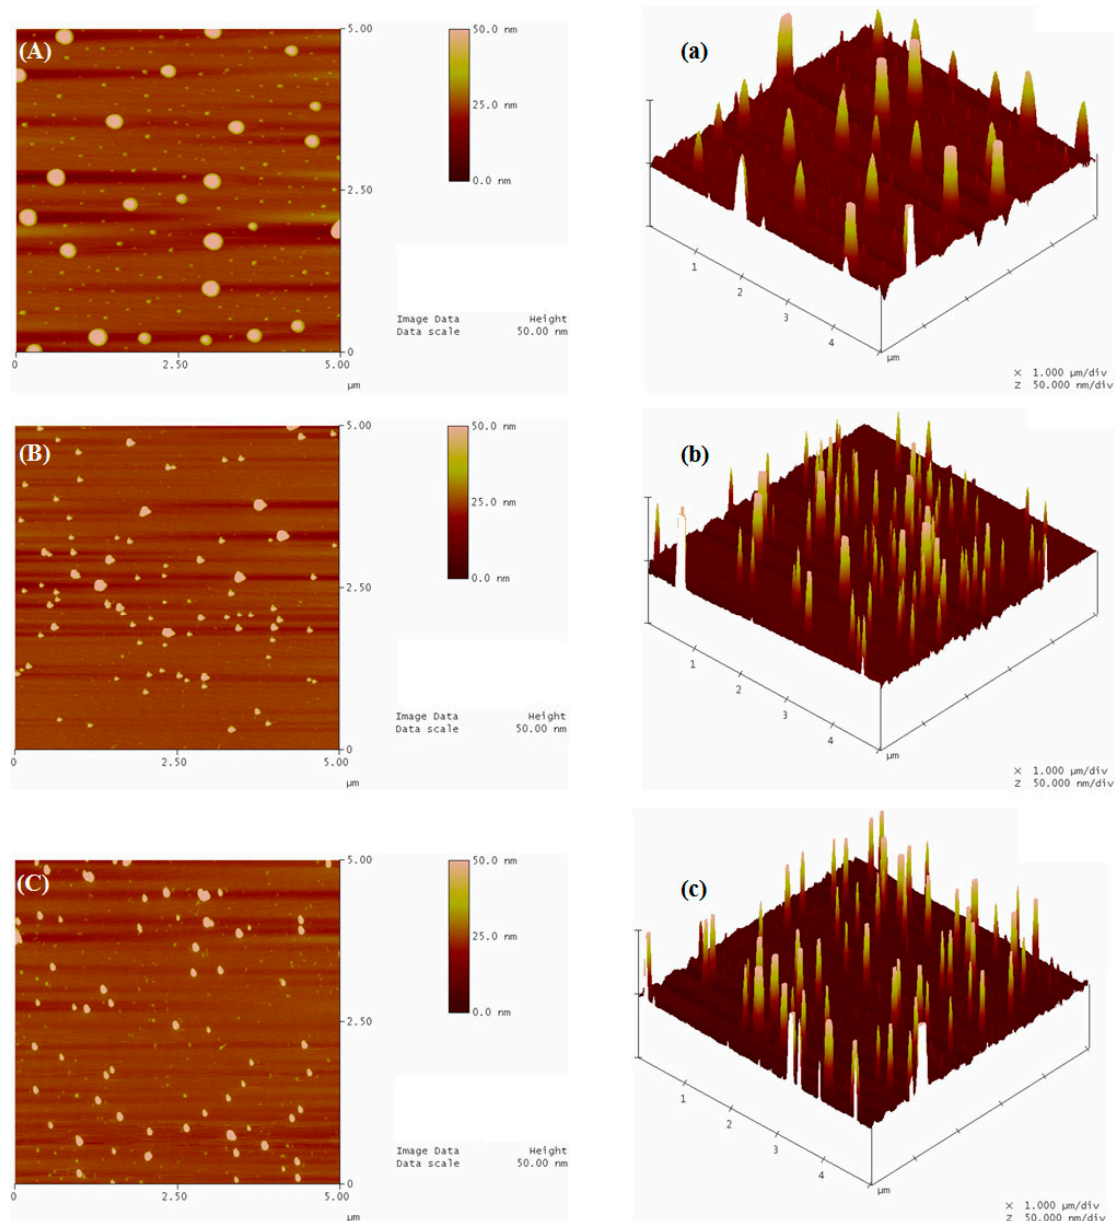 (A)
5.00
2.50
0
0
2.50
5.00
µm
50.0 nm
25.0 nm
0.0 nm
Image Data Height
Data scale 50.00 nm
(a)
1
2
3
4
µm
X 1.000 µm/div
Z 50.000 nm/div
(B)
5.00
2.50
0
0
2.50
5.00
µm
50.0 nm
25.0 nm
0.0 nm
Image Data Height
Data scale 50.00 nm
(b)
1
2
3
4
µm
X 1.000 µm/div
Z 50.000 nm/div
(C)
5.00
2.50
0
0
2.50
5.00
µm
50.0 nm
25.0 nm
0.0 nm
Image Data Height
Data scale 50.00 nm
(c)
1
2
3
4
µm
X 1.000 µm/div
Z 50.000 nm/div